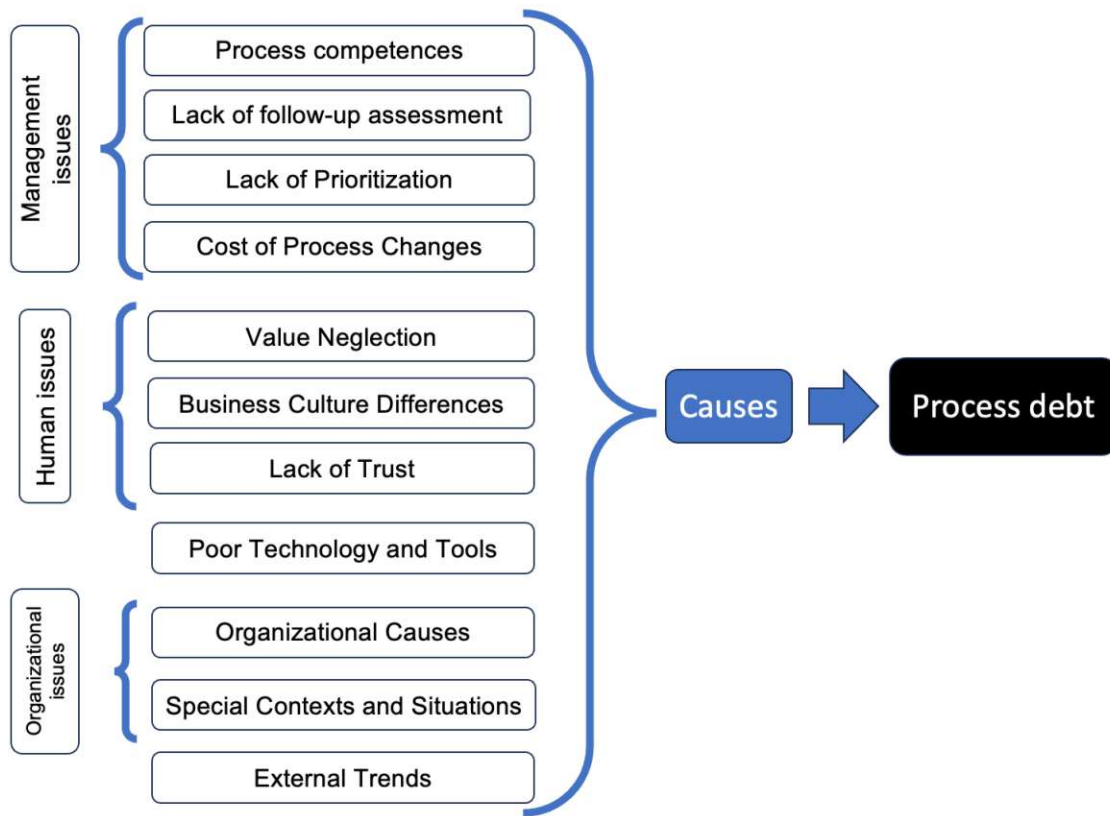 Management
issues
Process competences
Lack of follow-up assessment
Lack of Prioritization
Cost of Process Changes
Human issues
Value Neglection
Business Culture Differences
Lack of Trust
Poor Technology and Tools
Organizational
issues
Organizational Causes
Special Contexts and Situations
External Trends
Causes
Process debt